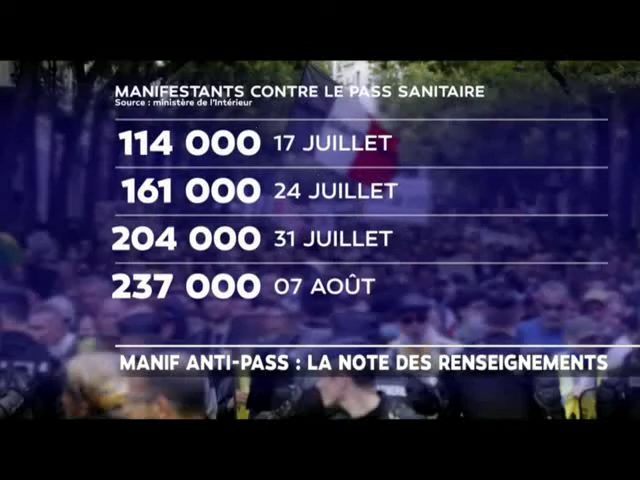 MANIFESTANTS CONTRE LE PASS SANITAIRE
Source : ministère de l'Intérieur
114 000 17 JUILLET
161 000 24 JUILLET
204 000 31 JUILLET
237 000 07 AOÛT
MANIF ANTI-PASS : LA NOTE DES RENSEIGNEMENTS